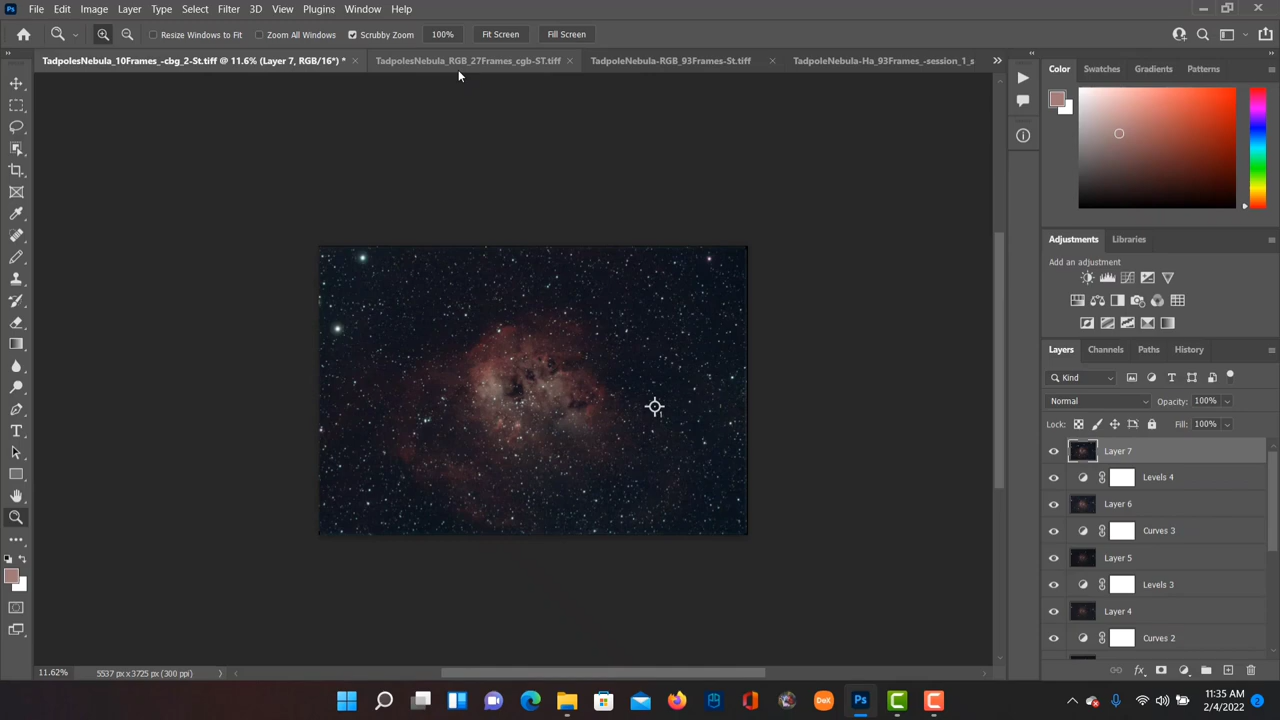 Ps File Edit Image Layer Type Select Filter 3D View Plugins Window Help
Resize Windows to Fit Zoom All Windows Scrubby Zoom 100% Fit Screen Fill Screen
TadpolesNebula_10Frames_-cbg_2-St.tiff @ 11.6% (Layer 7, RGB/16*) * × TadpolesNebula_RGB_27Frames_cgb-ST.tiff × TadpoleNebula-RGB_93Frames-St.tiff × TadpoleNebula-Ha_93Frames_-session_1_s
Color Swatches Gradients Patterns
Adjustments Libraries
Add an adjustment
Layers Channels Paths History
Kind
Normal Opacity: 100%
Lock: Fill: 100%
Layer 7
Levels 4
Layer 6
Curves 3
Layer 5
Levels 3
Layer 4
Curves 2
1
11.62% 5537 px x 3725 px (300 ppi)
DeX Ps
11:35 AM
2/4/2022 2